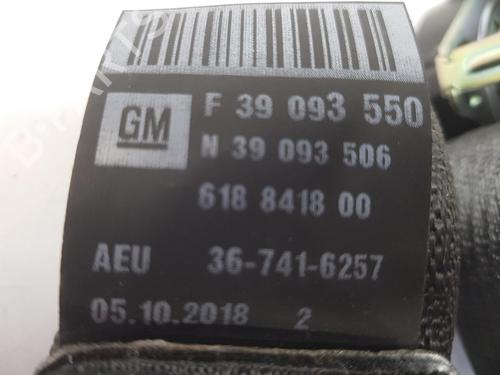 GM
F 39 093 550
N 39 093 506
618 8418 00
AEU 36-741-6257
05.10.2018 2